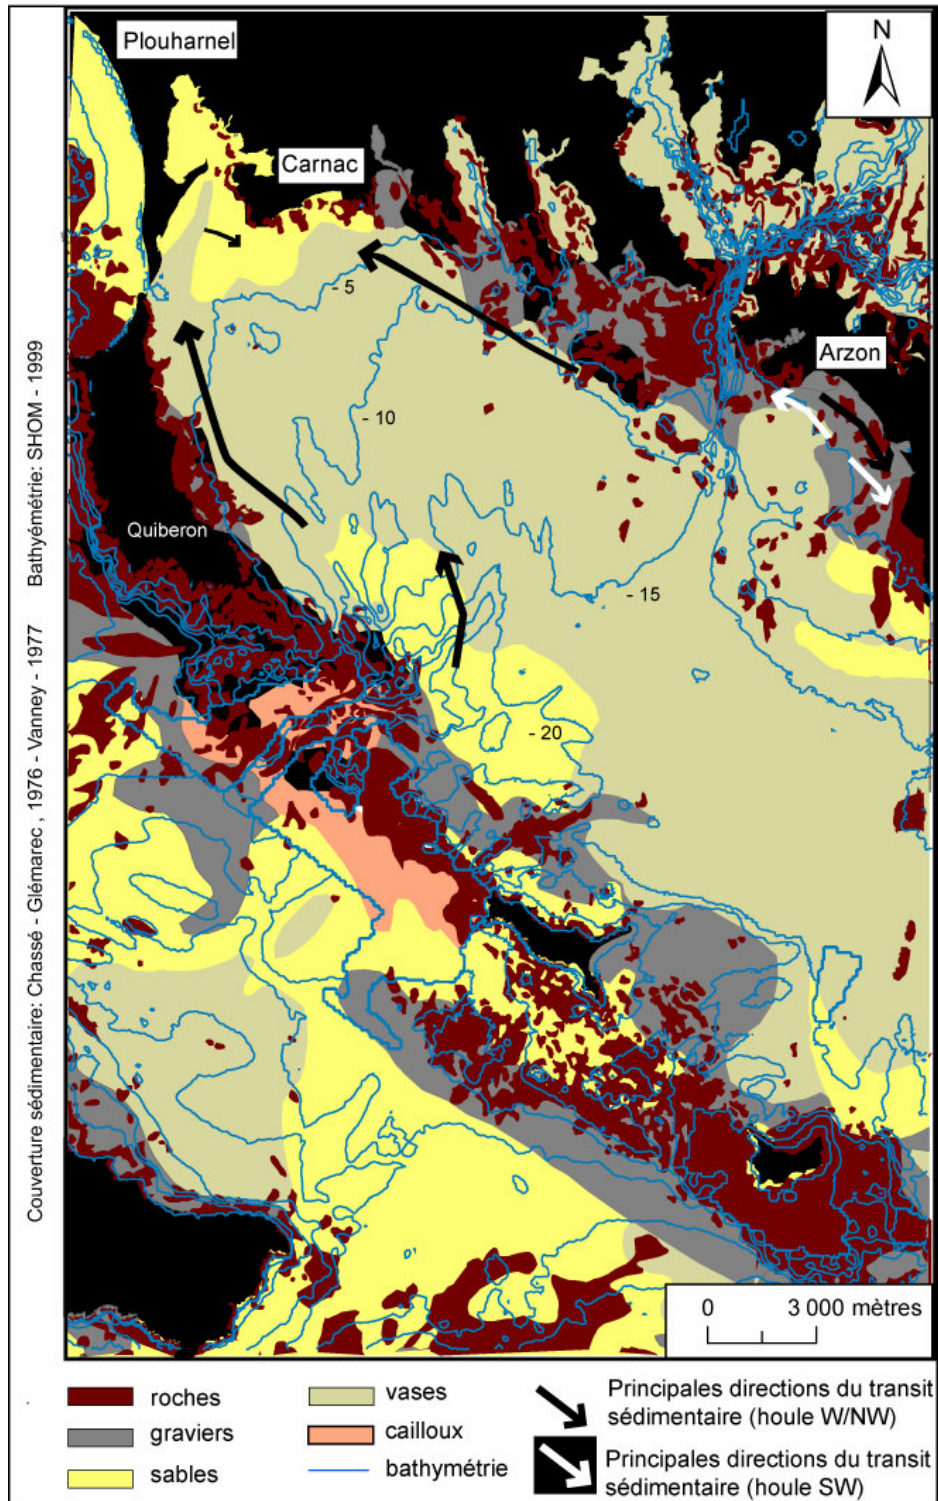 Plouharnel
N
Carnac
- 5
Arzon
- 10
Quiberon
- 15
- 20
Couverture sédimentaire: Chassé - Glémarec , 1976 - Vanney - 1977 Bathyémétrie: SHOM - 1999
0 3 000 mètres
roches
graviers
sables
vases
cailloux
bathymétrie
Principales directions du transit
sédimentaire (houle W/NW)
Principales directions du transit
sédimentaire (houle SW)